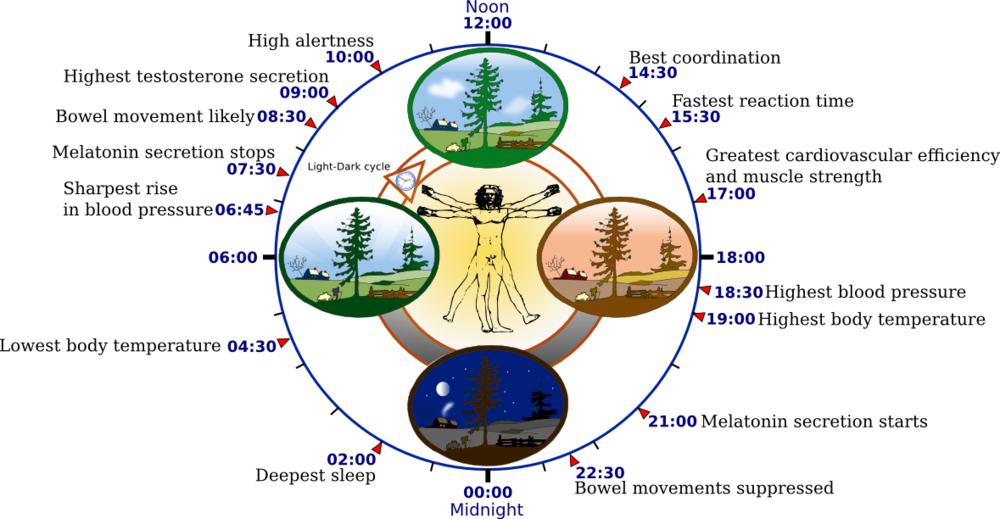 Noon
12:00
High alertness
10:00
Highest testosterone secretion
09:00
Bowel movement likely 08:30
Melatonin secretion stops
07:30
Sharpest rise
in blood pressure 06:45
06:00
Lowest body temperature 04:30
02:00
Deepest sleep
00:00
Midnight
Light-Dark cycle
Best coordination
14:30
Fastest reaction time
15:30
Greatest cardiovascular efficiency
and muscle strength
17:00
18:00
18:30 Highest blood pressure
19:00 Highest body temperature
21:00 Melatonin secretion starts
22:30
Bowel movements suppressed